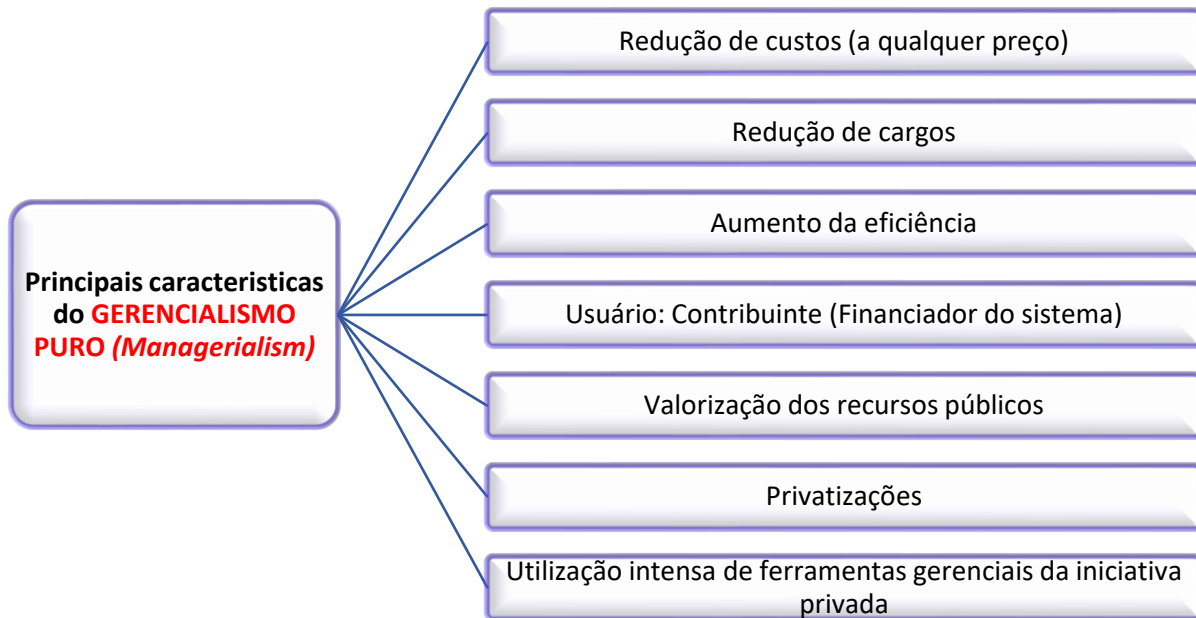 Principais caracteristicas
do GERENCIALISMO
PURO (Managerialism)
Redução de custos (a qualquer preço)
Redução de cargos
Aumento da eficiência
Usuário: Contribuinte (Financiador do sistema)
Valorização dos recursos públicos
Privatizações
Utilização intensa de ferramentas gerenciais da iniciativa
privada